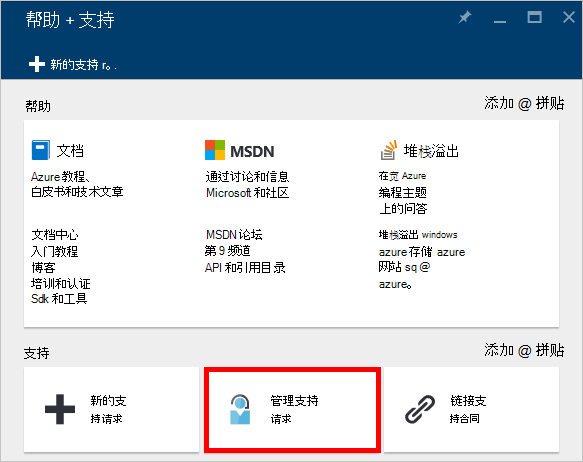 帮助 + 支持
新的支持 r。.
帮助
添加 @ 拼贴
文档
Azure 教程、
白皮书和技术文章
文档中心
入门教程
博客
培训和认证
Sdk 和工具
MSDN
通过讨论和信息
Microsoft 和社区
MSDN 论坛
第 9 频道
API 和引用目录
堆栈溢出
在宽 Azure
编程主题
上的问答
堆栈溢出 windows
azure 存储 azure
网站 sq @
azure。
支持
添加 @ 拼贴
新的支
持请求
管理支持
请求
链接支
持合同